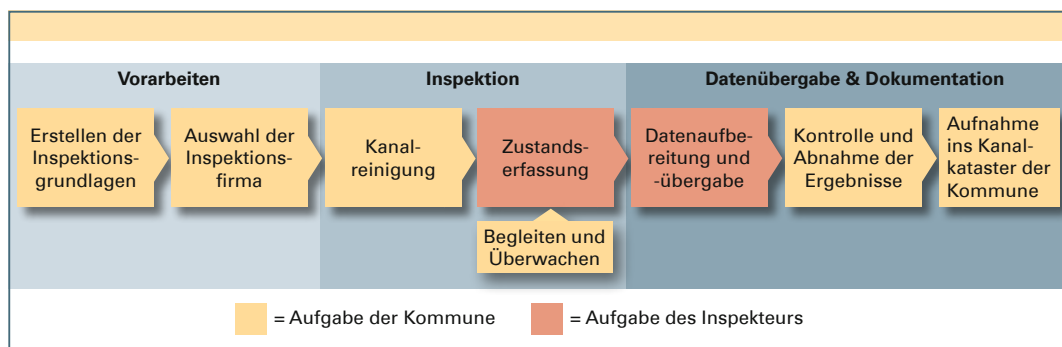 Vorarbeiten
Inspektion
Datenübergabe & Dokumentation
Erstellen der
Inspektions-
grundlagen
Auswahl der
Inspektions-
firma
Kanal-
reinigung
Zustands-
erfassung
Begleiten und
Überwachen
Datenaufbe-
reitung und
-übergabe
Kontrolle und
Abnahme der
Ergebnisse
Aufnahme
ins Kanal-
kataster der
Kommune
= Aufgabe der Kommune
= Aufgabe des Inspekteurs